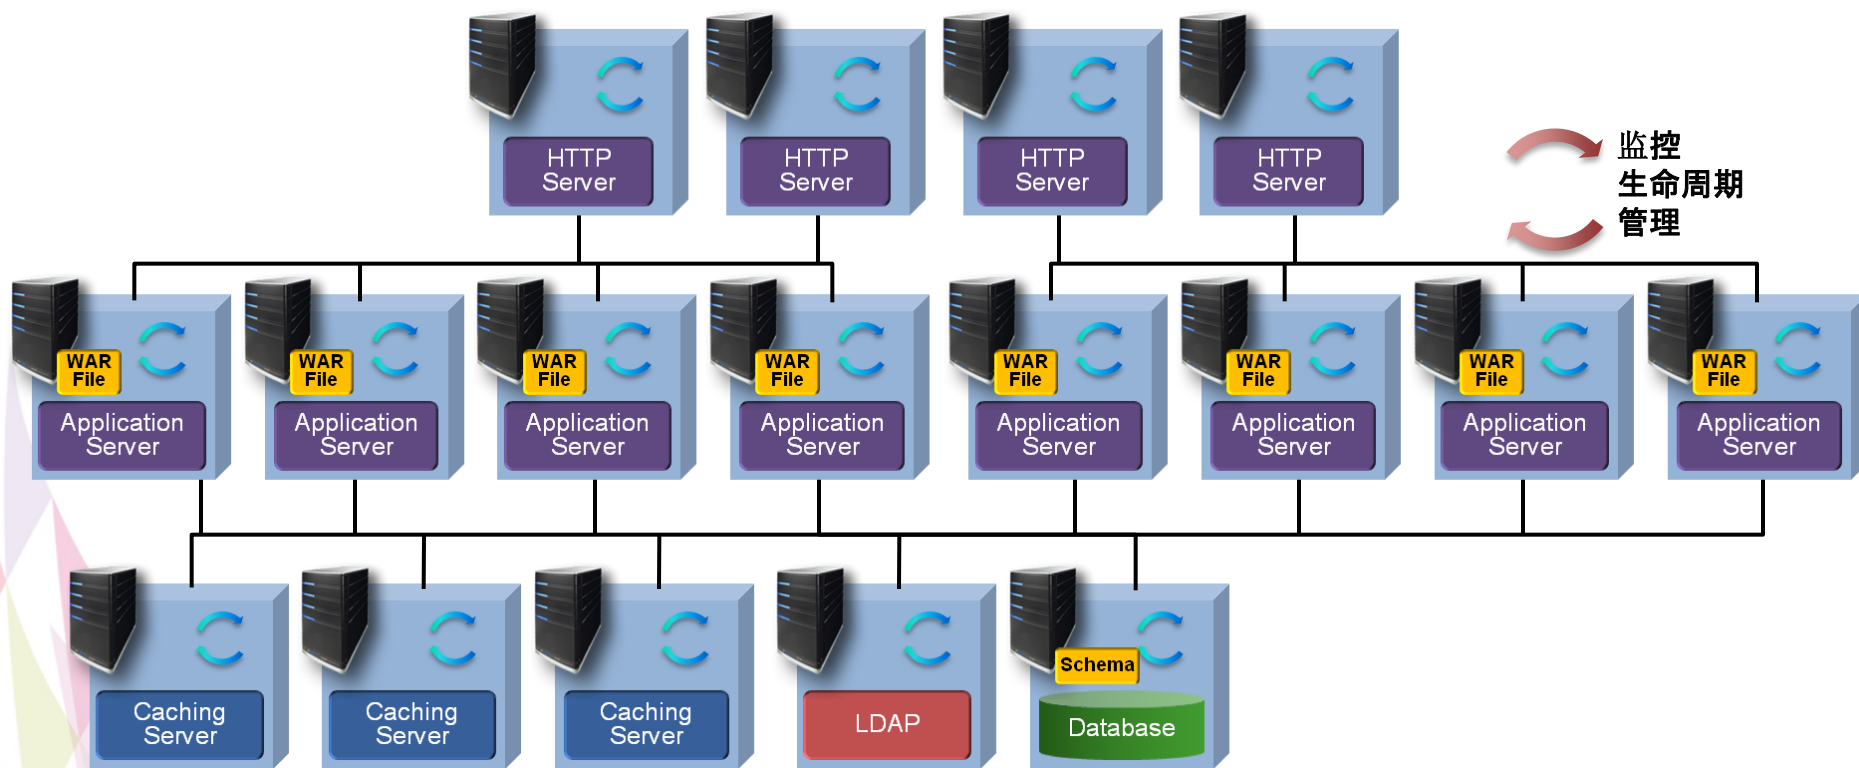 HTTP
Server
HTTP
Server
HTTP
Server
HTTP
Server
监控
生命周期
管理
WAR
File
Application
Server
WAR
File
Application
Server
WAR
File
Application
Server
WAR
File
Application
Server
WAR
File
Application
Server
WAR
File
Application
Server
WAR
File
Application
Server
WAR
File
Application
Server
Caching
Server
Caching
Server
Caching
Server
LDAP
Schema
Database